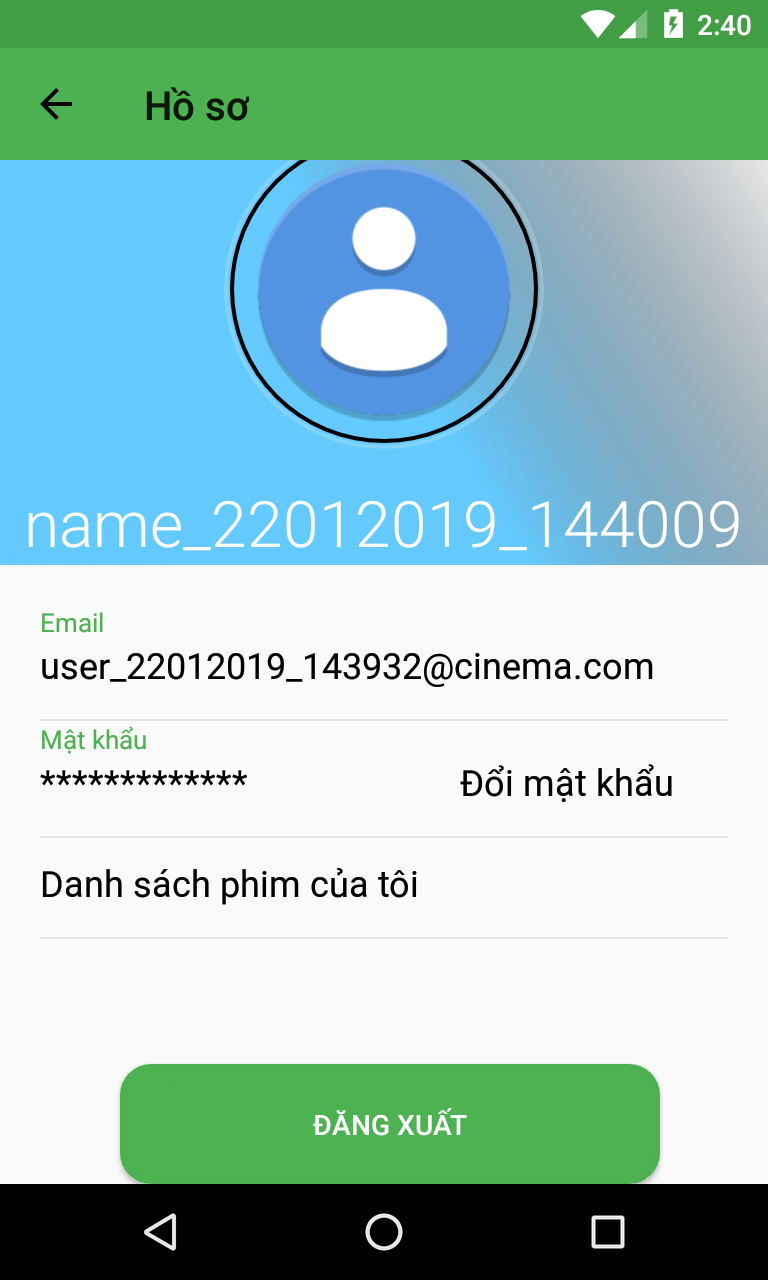 2:40
Hồ sơ
name_22012019_144009
Email
user_22012019_143932@cinema.com
Mật khẩu
************* Đổi mật khẩu
Danh sách phim của tôi
ĐĂNG XUẤT